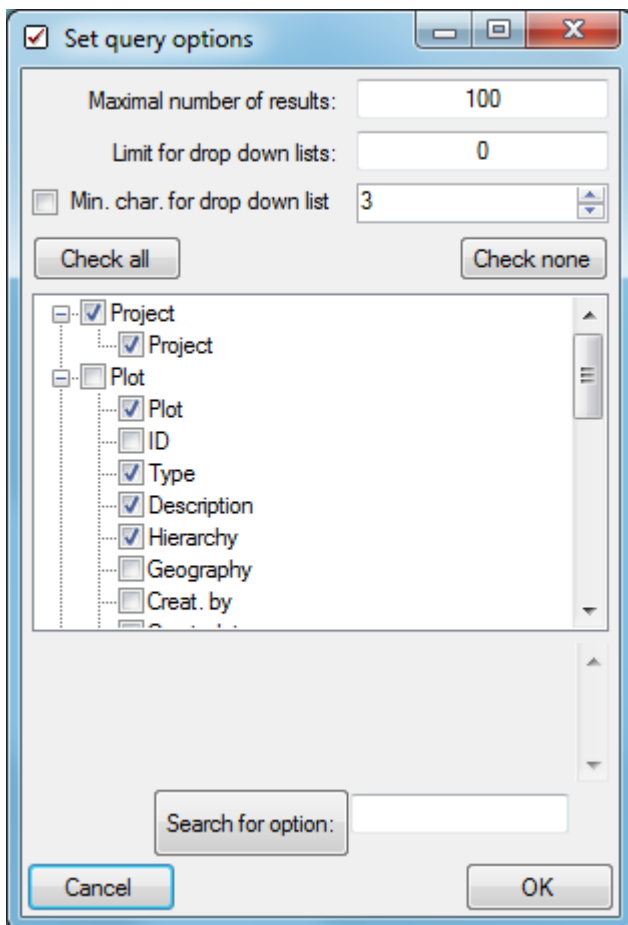 Set query options
Maximal number of results: 100
Limit for drop down lists: 0
Min. char. for drop down list 3
Check all Check none
Project
Project
Plot
Plot
ID
Type
Description
Hierarchy
Geography
Creat. by
Search for option:
Cancel OK